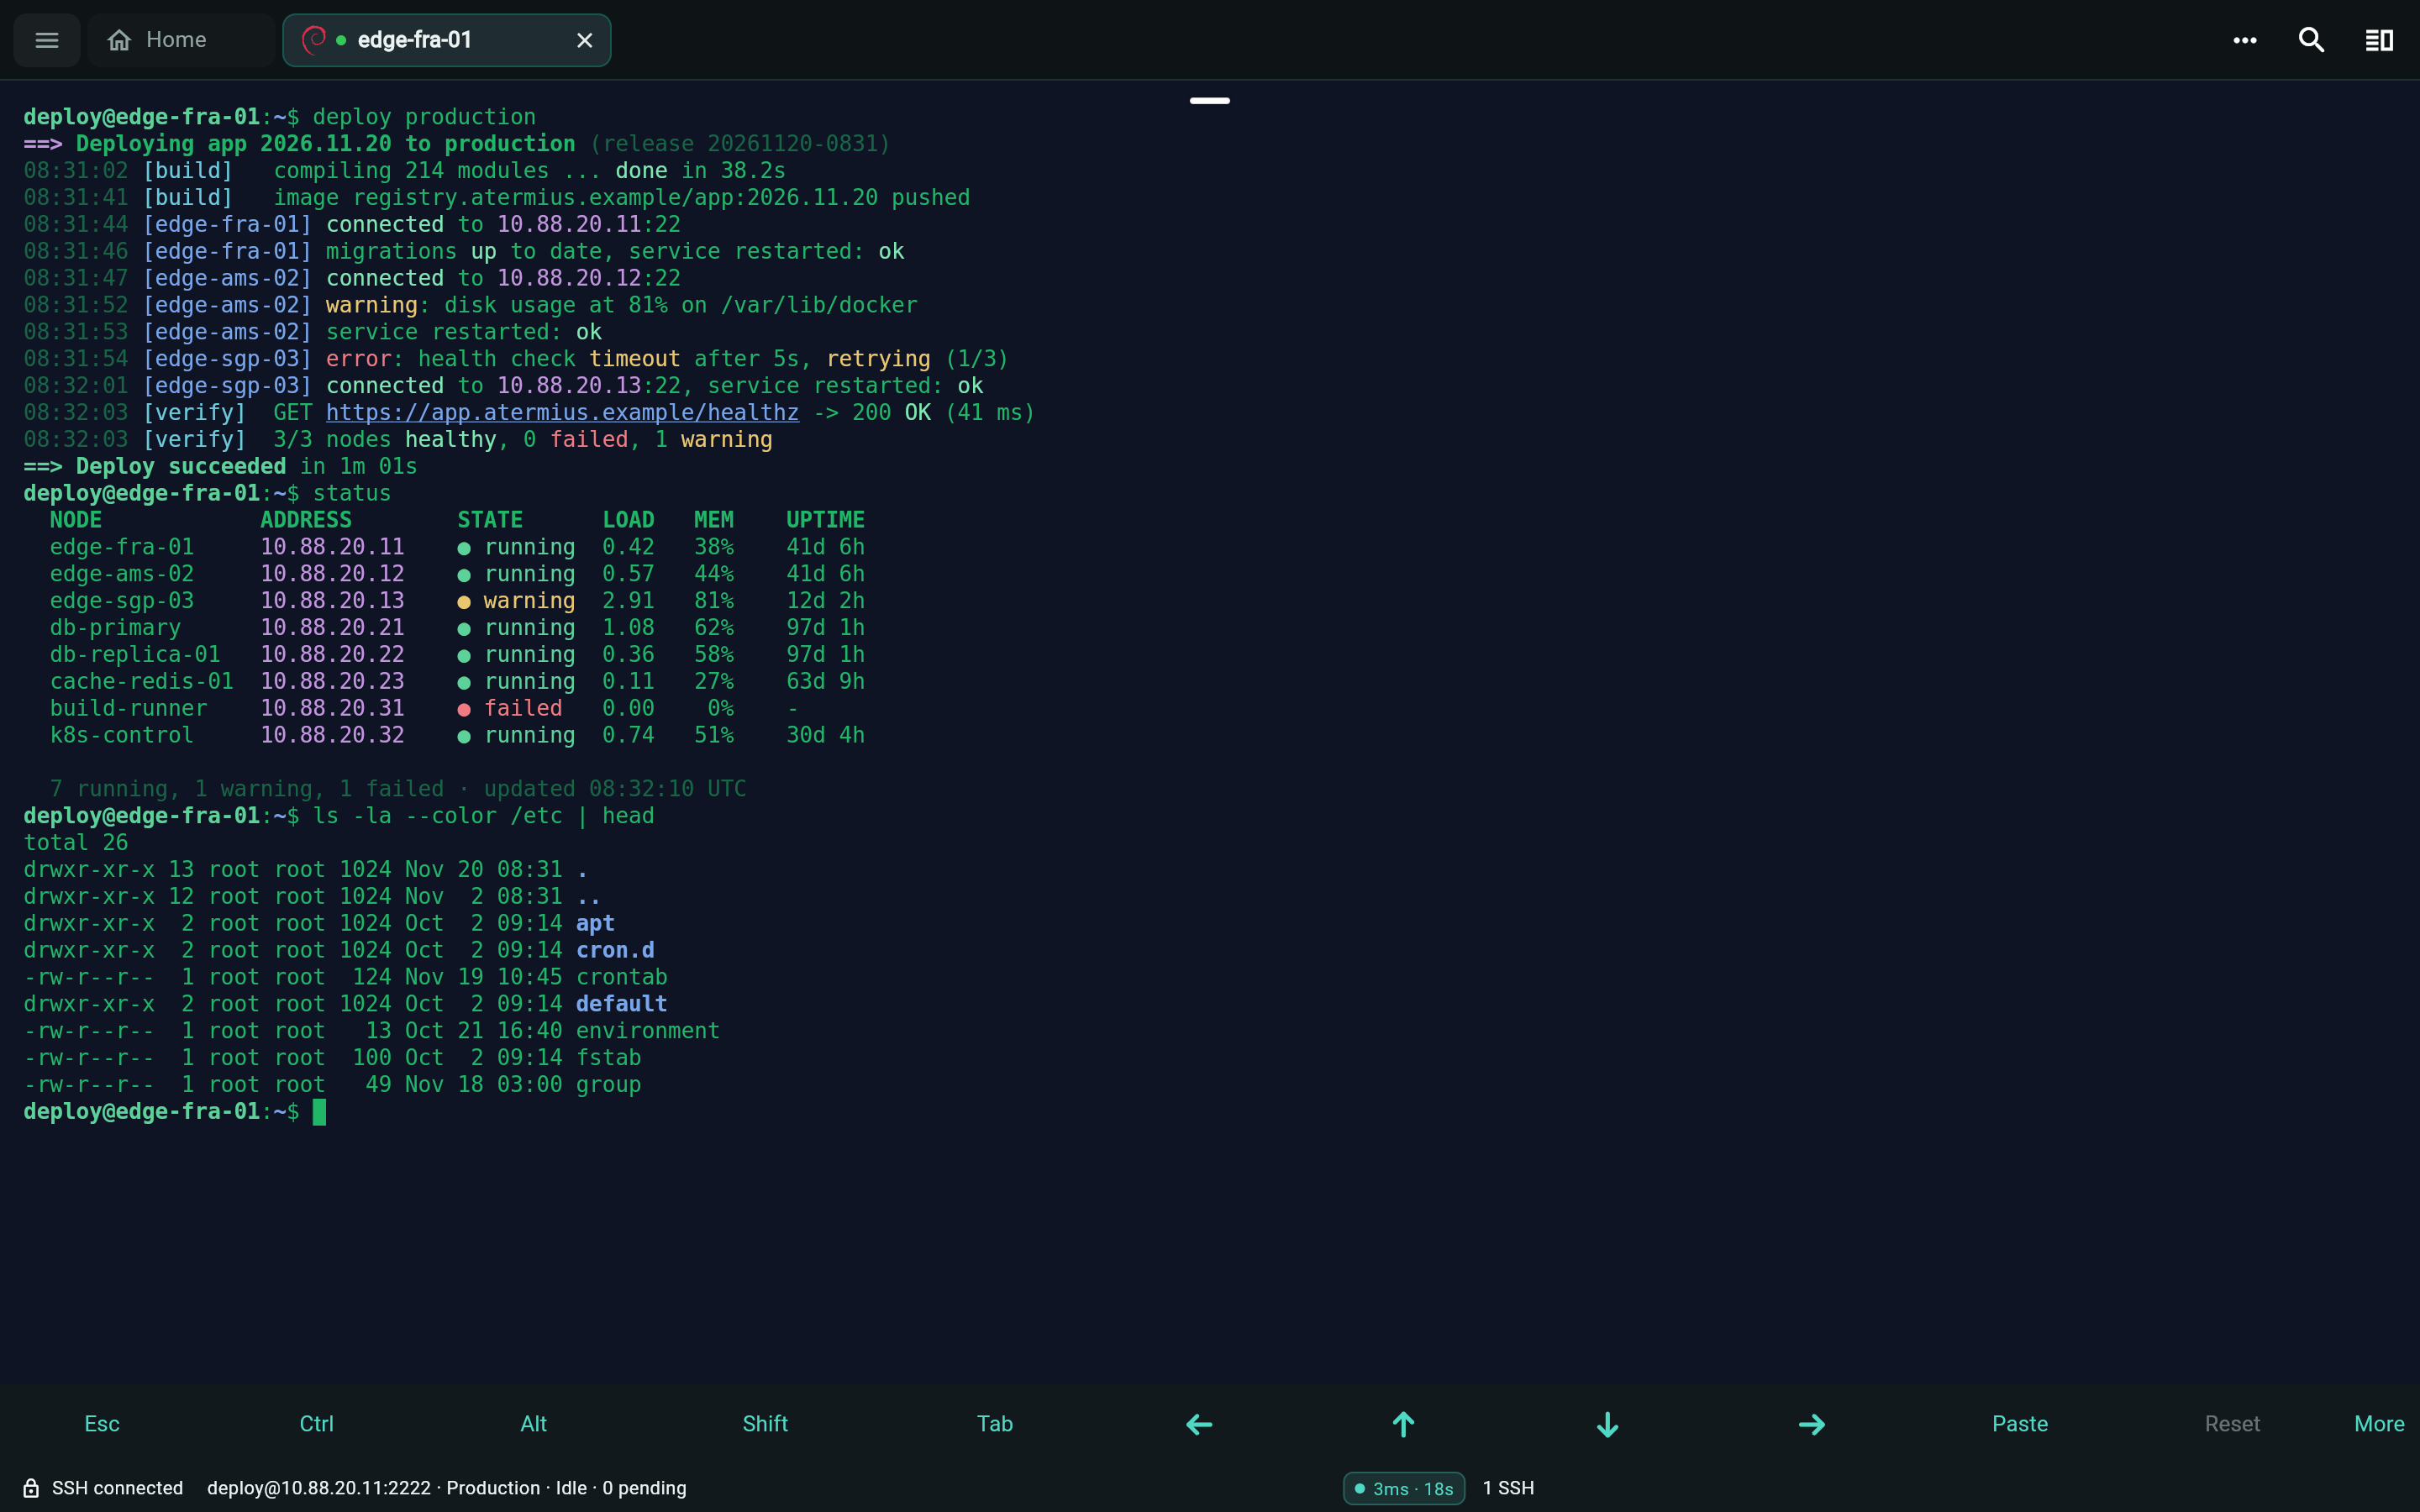 Home
edge-fra-01
deploy@edge-fra-01:~$ deploy production
==> Deploying app 2026.11.20 to production (release 20261120-0831)
08:31:02 [build]   compiling 214 modules ... done in 38.2s
08:31:41 [build]   image registry.atermius.example/app:2026.11.20 pushed
08:31:44 [edge-fra-01] connected to 10.88.20.11:22
08:31:46 [edge-fra-01] migrations up to date, service restarted: ok
08:31:47 [edge-ams-02] connected to 10.88.20.12:22
08:31:52 [edge-ams-02] warning: disk usage at 81% on /var/lib/docker
08:31:53 [edge-ams-02] service restarted: ok
08:31:54 [edge-sgp-03] error: health check timeout after 5s, retrying (1/3)
08:32:01 [edge-sgp-03] connected to 10.88.20.13:22, service restarted: ok
08:32:03 [verify]  GET https://app.atermius.example/healthz -> 200 OK (41 ms)
08:32:03 [verify]  3/3 nodes healthy, 0 failed, 1 warning
==> Deploy succeeded in 1m 01s
deploy@edge-fra-01:~$ status
  NODE            ADDRESS        STATE      LOAD   MEM    UPTIME
  edge-fra-01     10.88.20.11    ● running  0.42   38%    41d 6h
  edge-ams-02     10.88.20.12    ● running  0.57   44%    41d 6h
  edge-sgp-03     10.88.20.13    ● warning  2.91   81%    12d 2h
  db-primary      10.88.20.21    ● running  1.08   62%    97d 1h
  db-replica-01   10.88.20.22    ● running  0.36   58%    97d 1h
  cache-redis-01  10.88.20.23    ● running  0.11   27%    63d 9h
  build-runner    10.88.20.31    ● failed   0.00    0%    -
  k8s-control     10.88.20.32    ● running  0.74   51%    30d 4h
  7 running, 1 warning, 1 failed · updated 08:32:10 UTC
deploy@edge-fra-01:~$ ls -la --color /etc | head
total 26
drwxr-xr-x 13 root root 1024 Nov 20 08:31 .
drwxr-xr-x 12 root root 1024 Nov  2 08:31 ..
drwxr-xr-x  2 root root 1024 Oct  2 09:14 apt
drwxr-xr-x  2 root root 1024 Oct  2 09:14 cron.d
-rw-r--r--  1 root root  124 Nov 19 10:45 crontab
drwxr-xr-x  2 root root 1024 Oct  2 09:14 default
-rw-r--r--  1 root root   13 Oct 21 16:40 environment
-rw-r--r--  1 root root  100 Oct  2 09:14 fstab
-rw-r--r--  1 root root   49 Nov 18 03:00 group
deploy@edge-fra-01:~$
Esc Ctrl Alt Shift Tab ← ↑ ↓ → Paste Reset More
SSH connected deploy@10.88.20.11:2222 · Production · Idle · 0 pending 3ms · 18s 1 SSH